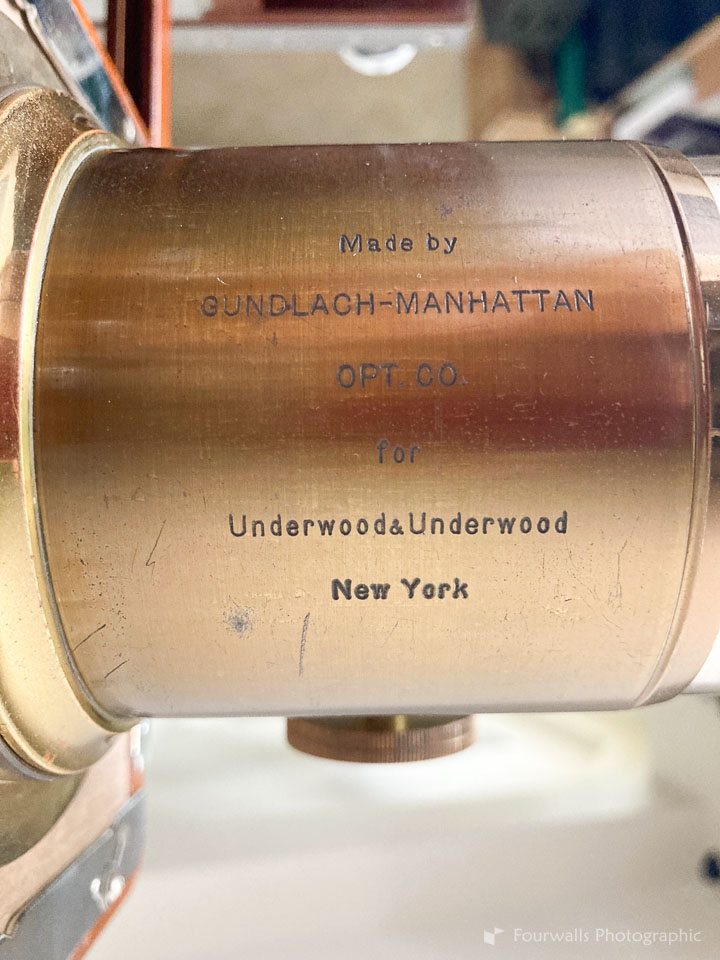 Made by
GUNDLACH-MANHATTAN
OPT. CO.
for
Underwood&Underwood
New York
Fourwalls Photographic